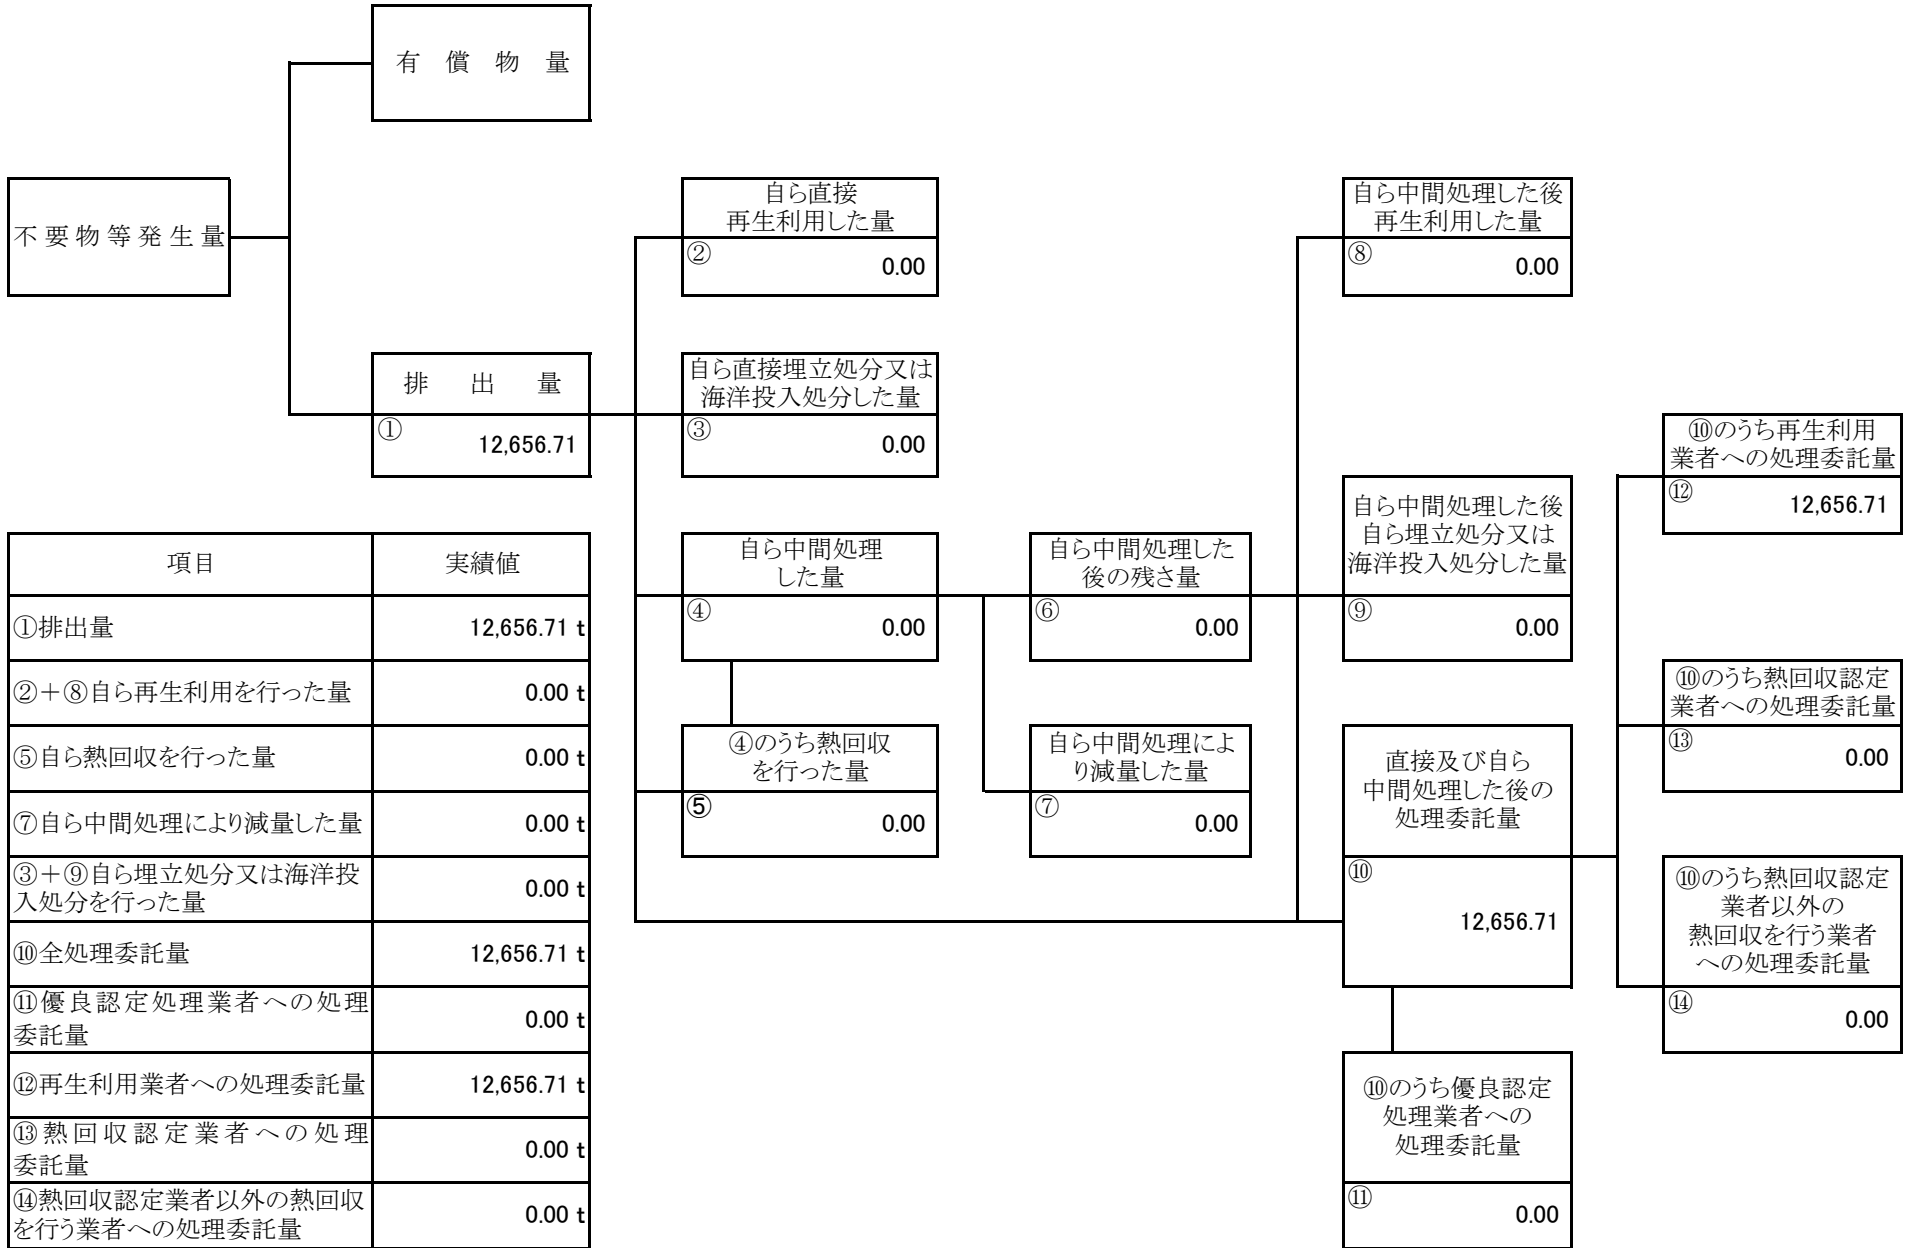 有 償 物 量
不要物等発生量
自ら直接
再生利用した量
② 0.00
自ら中間処理した後
再生利用した量
⑧ 0.00
排 出 量
① 12,656.71
自ら直接埋立処分又は
海洋投入処分した量
③ 0.00
⑩のうち再生利用
業者への処理委託量
⑫ 12,656.71
自ら中間処理
した量
④ 0.00
自ら中間処理した
後の残さ量
⑥ 0.00
自ら中間処理した後
自ら埋立処分又は
海洋投入処分した量
⑨ 0.00
⑩のうち熱回収認定
業者への処理委託量
⑬ 0.00
④のうち熱回収
を行った量
⑤ 0.00
自ら中間処理によ
り減量した量
⑦ 0.00
直接及び自ら
中間処理した後の
処理委託量
⑩
12,656.71
⑩のうち熱回収認定
業者以外の
熱回収を行う業者
への処理委託量
⑭ 0.00
⑩のうち優良認定
処理業者への
処理委託量
⑪ 0.00
項目 実績値
①排出量 12,656.71 t
②+⑧自ら再生利用を行った量 0.00 t
⑤自ら熱回収を行った量 0.00 t
⑦自ら中間処理により減量した量 0.00 t
③+⑨自ら埋立処分又は海洋投
入処分を行った量 0.00 t
⑩全処理委託量 12,656.71 t
⑪優良認定処理業者への処理
委託量 0.00 t
⑫再生利用業者への処理委託量 12,656.71 t
⑬熱回収認定業者への処理
委託量 0.00 t
⑭熱回収認定業者以外の熱回収
を行う業者への処理委託量 0.00 t